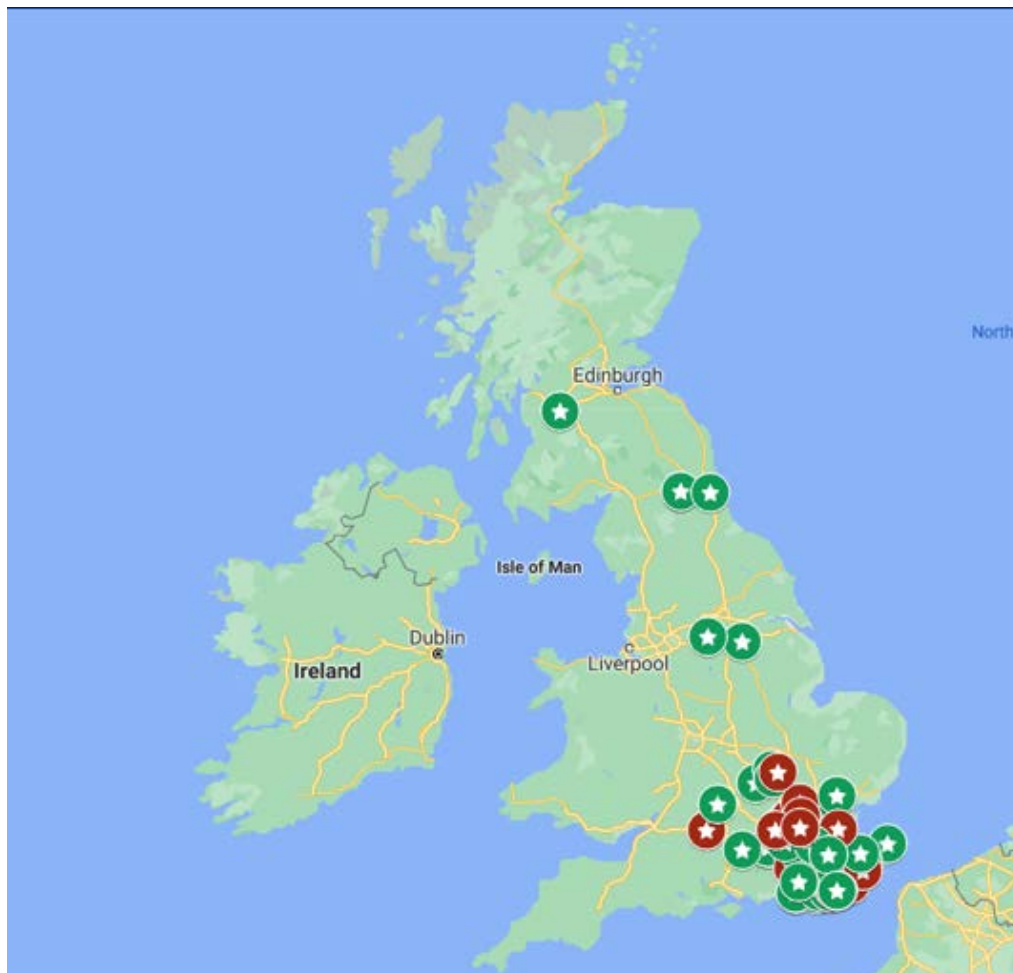 North
Edinburgh
Isle of Man
Dublin
Liverpool
Ireland